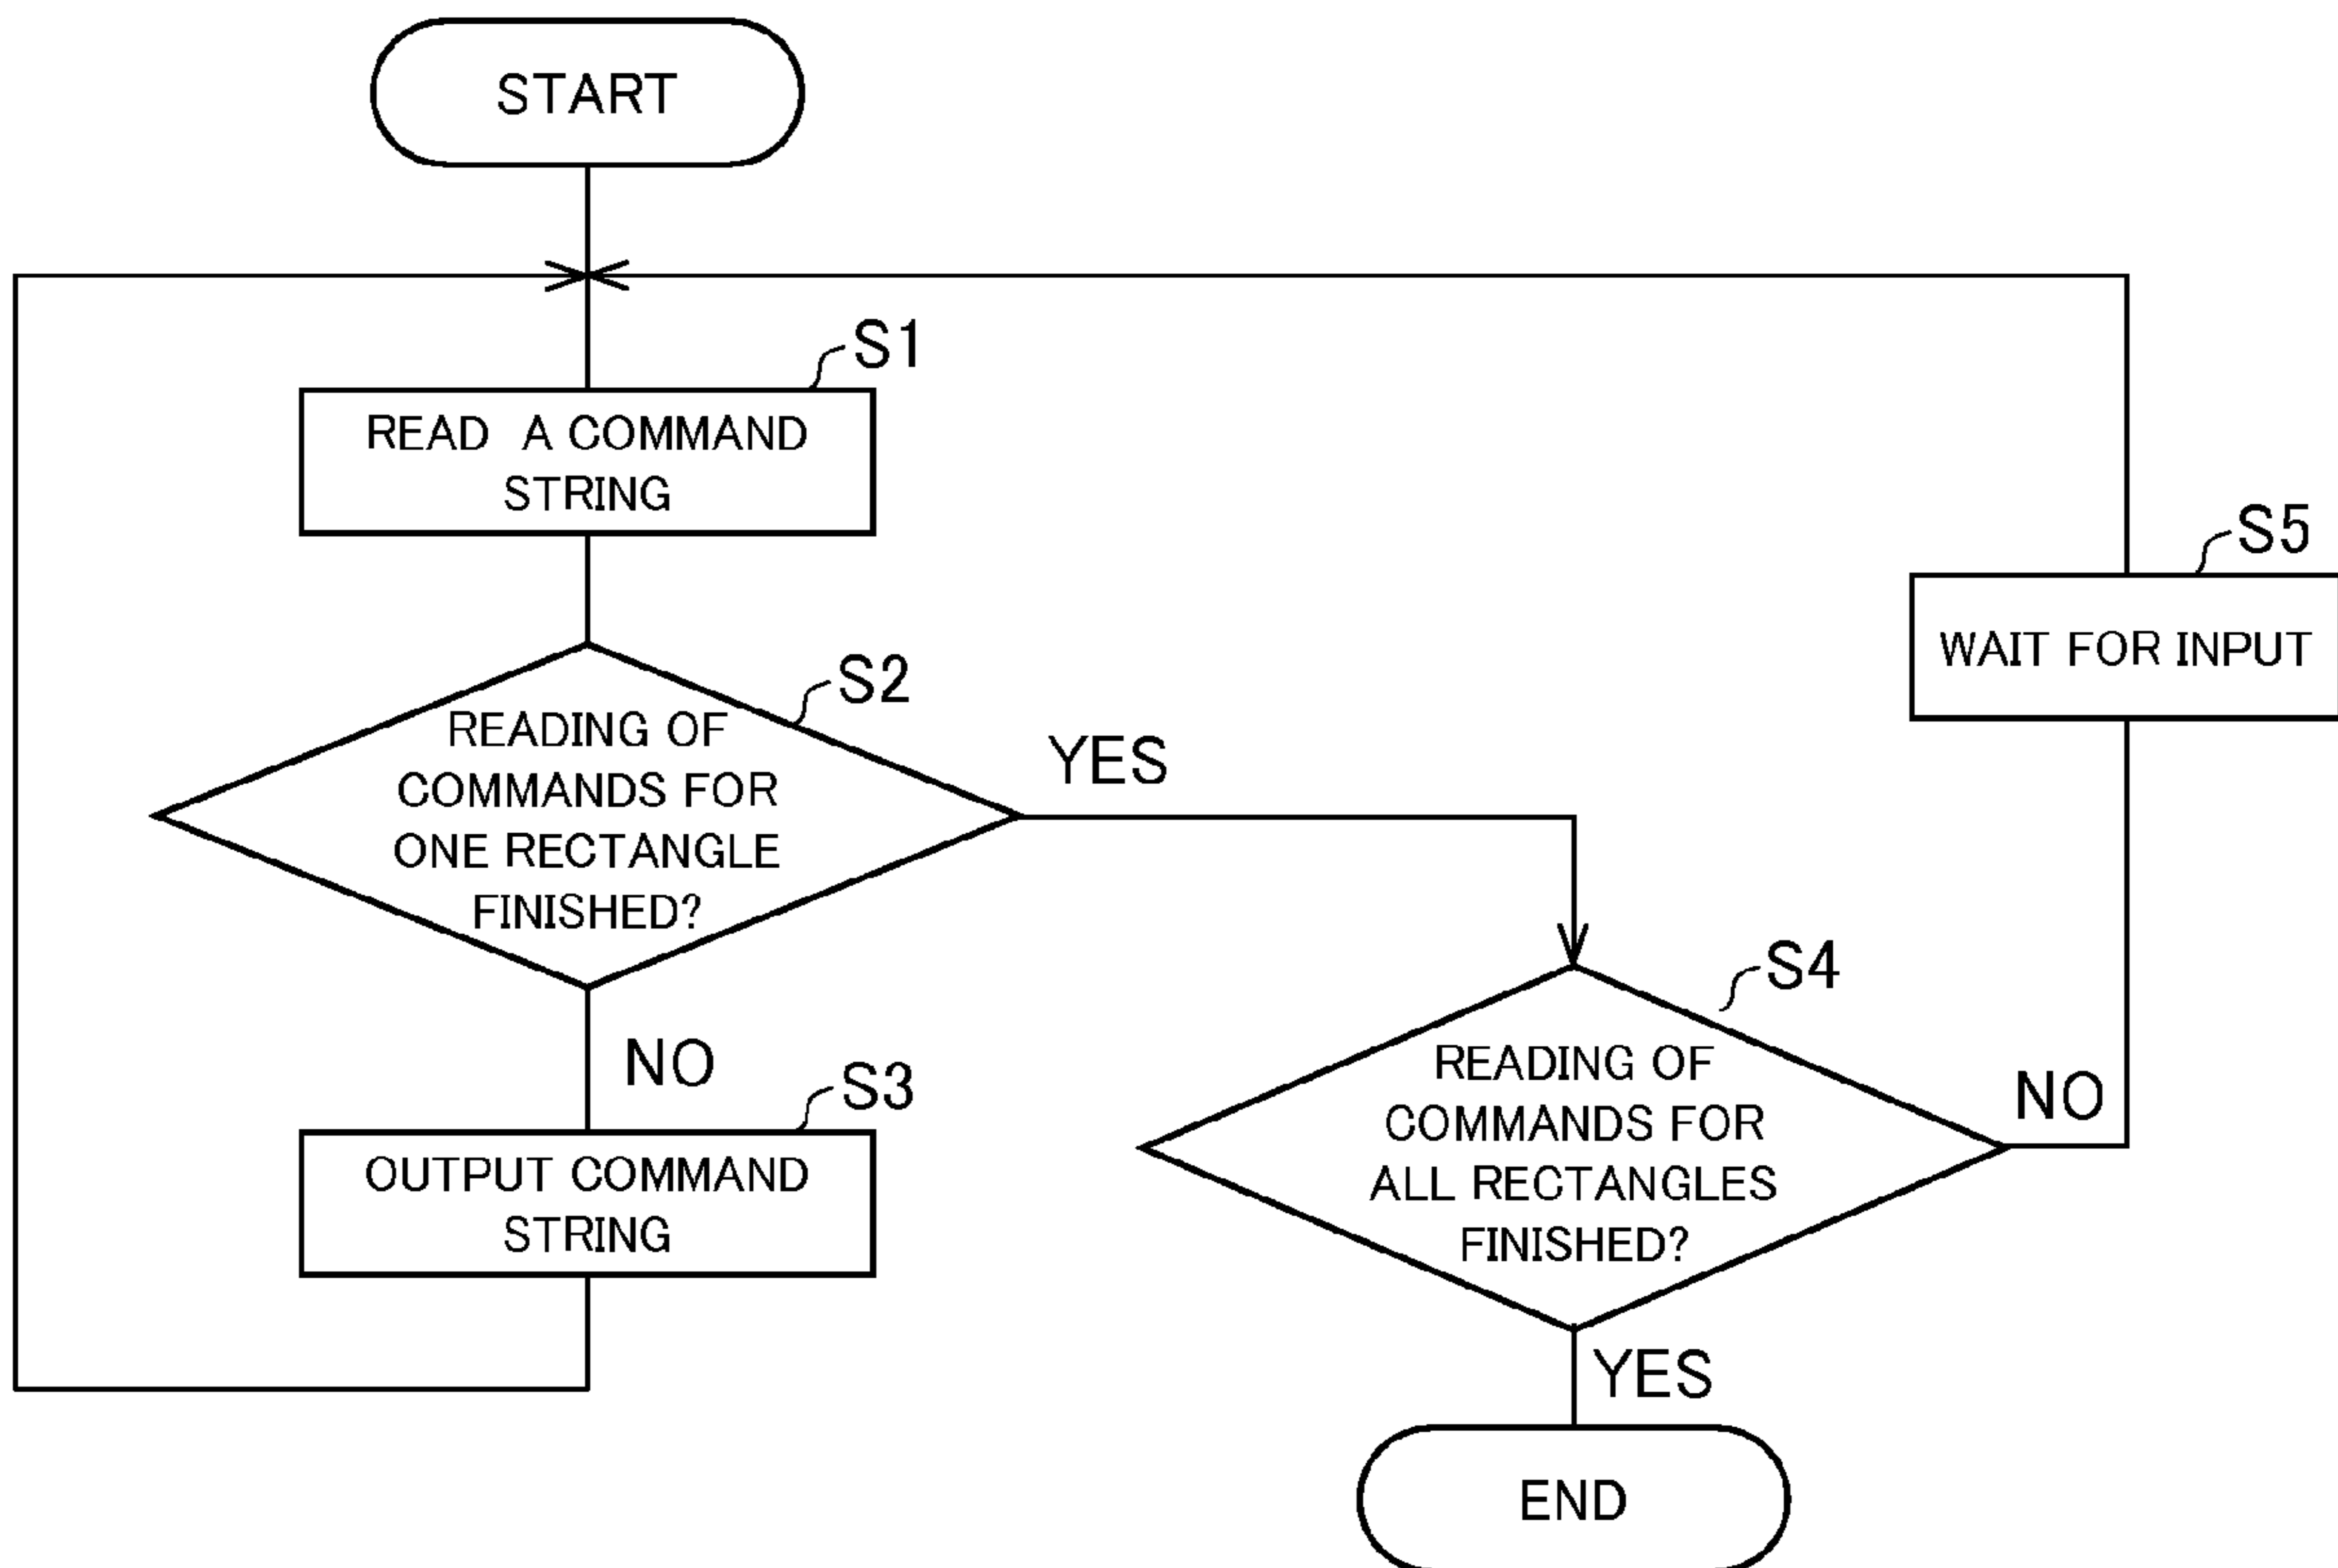 START
S1
READ A COMMAND
STRING
S5
WAIT FOR INPUT
S2
READING OF
COMMANDS FOR
ONE RECTANGLE
FINISHED?
YES
S4
READING OF
COMMANDS FOR
ALL RECTANGLES
FINISHED?
NO
NO
S3
OUTPUT COMMAND
STRING
YES
END